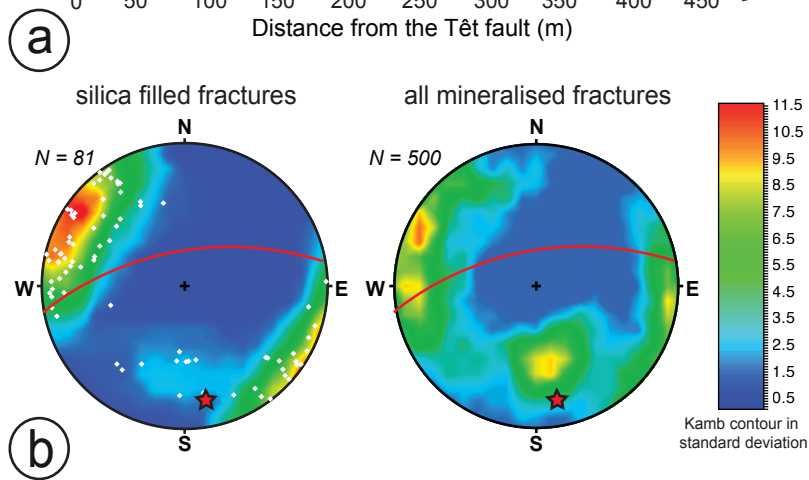 0 50 100 150 200 250 300 350 400 450
Distance from the Têt fault (m)
a
silica filled fractures all mineralised fractures
N N
N = 81 N = 500
11.5
10.5
9.5
8.5
7.5
6.5
5.5
4.5
3.5
2.5
1.5
0.5
W E W E
S S
Kamb contour in
standard deviation
b